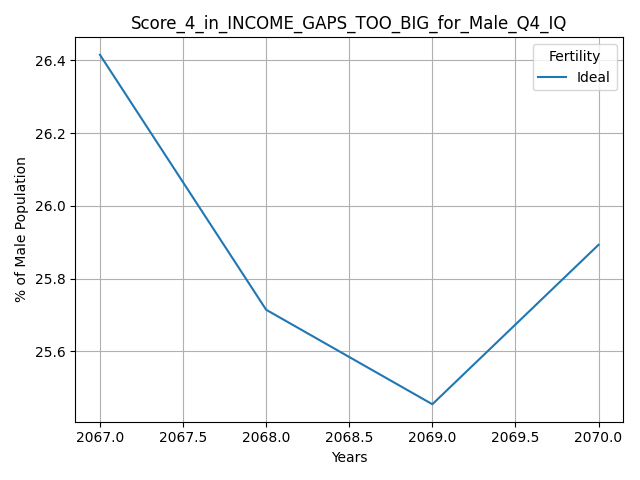 Score_4_in_INCOME_GAPS_TOO_BIG_for_Male_Q4_IQ
Fertility
Ideal
% of Male Population
26.4
26.2
26.0
25.8
25.6
2067.0 2067.5 2068.0 2068.5 2069.0 2069.5 2070.0
Years